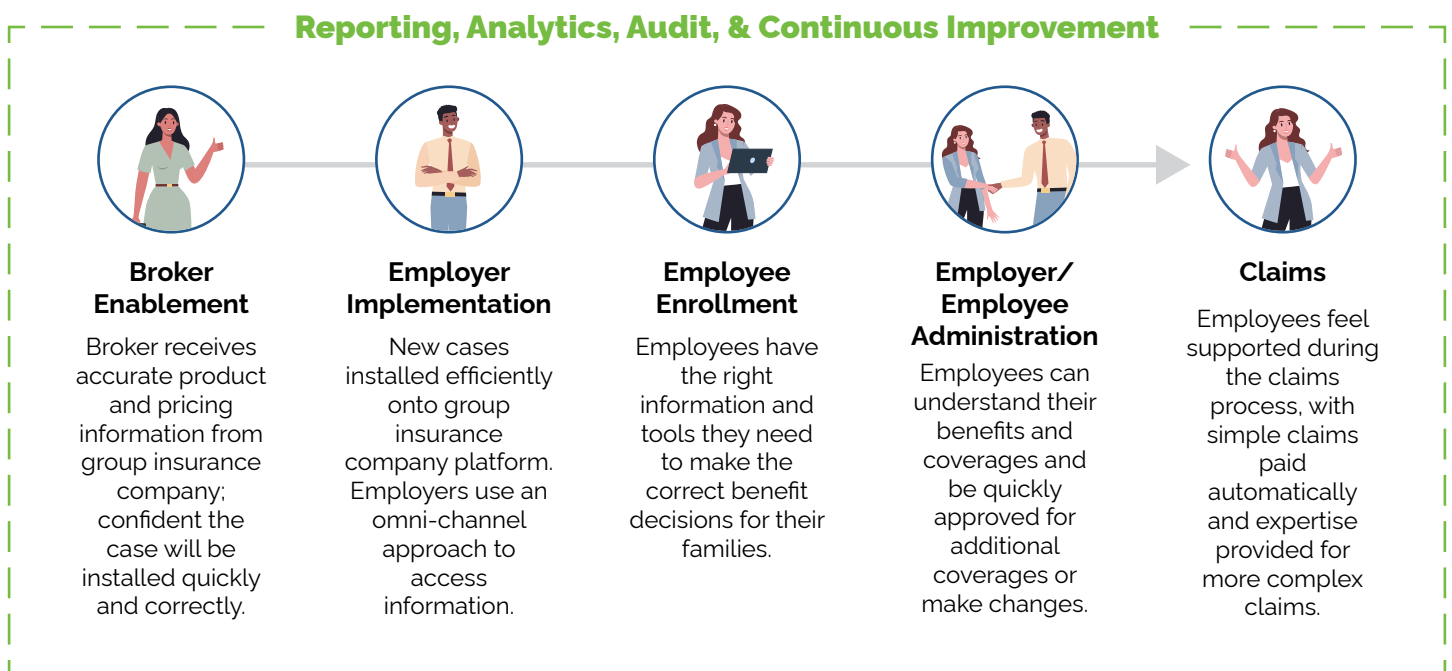 Reporting, Analytics, Audit, & Continuous Improvement
Broker
Enablement
Broker receives
accurate product
and pricing
information from
group insurance
company;
confident the
case will be
installed quickly
and correctly.
Employer
Implementation
New cases
installed efficiently
onto group
insurance
company platform.
Employers use an
omni-channel
approach to
access
information.
Employee
Enrollment
Employees have
the right
information and
tools they need
to make the
correct benefit
decisions for their
families.
Employer/
Employee
Administration
Employees can
understand their
benefits and
coverages and
be quickly
approved for
additional
coverages or
make changes.
Claims
Employees feel
supported during
the claims
process, with
simple claims
paid
automatically
and expertise
provided for
more complex
claims.